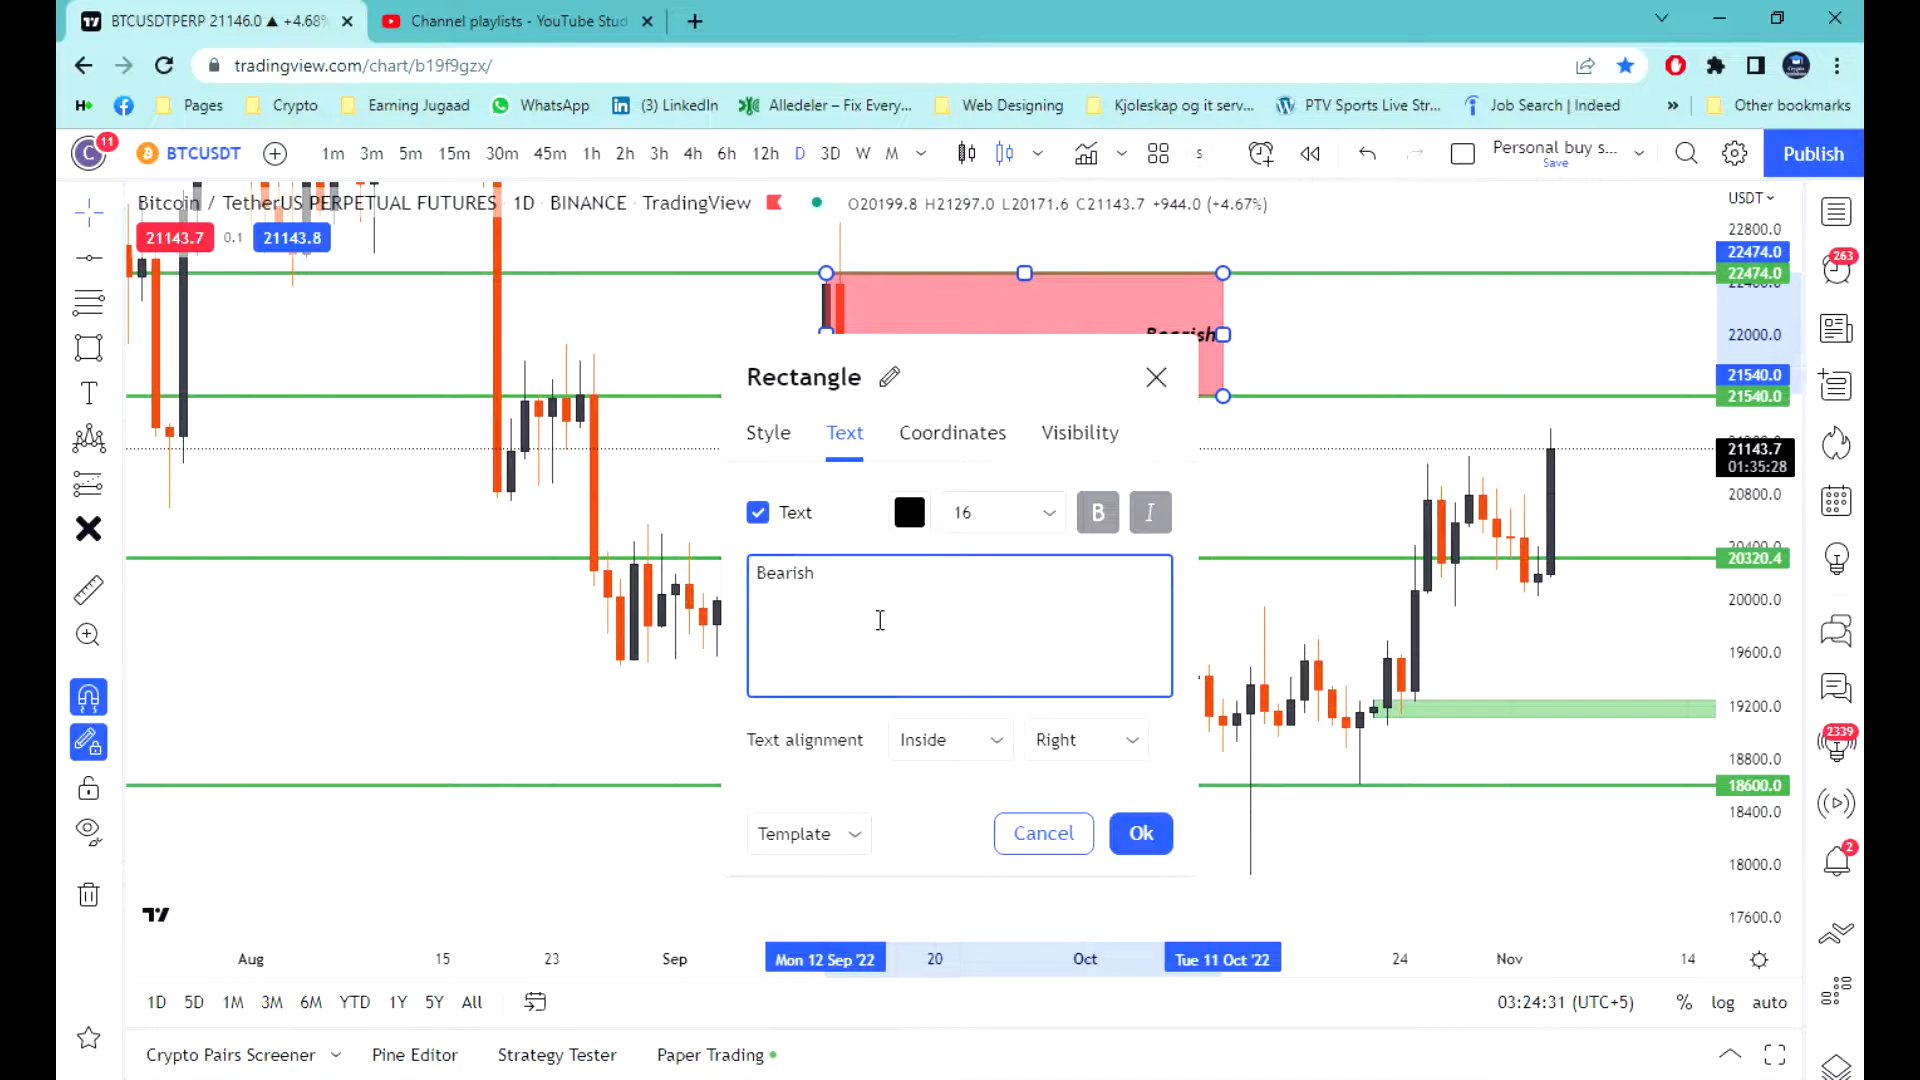 BTCUSDTPERP 21146.0 ▲ +4.68%
Channel playlists - YouTube Stud
tradingview.com/chart/b19f9gzx/
Pages
Crypto
Earning Jugaad
WhatsApp
(3) LinkedIn
Alledeler – Fix Every...
Web Designing
Kjoleskap og it serv...
PTV Sports Live Str...
Job Search | Indeed
»
Other bookmarks
C 11
BTCUSDT
1m 3m 5m 15m 30m 45m 1h 2h 3h 4h 6h 12h D 3D W M
s
Personal buy s...
Save
Publish
Bitcoin / TetherUS PERPETUAL FUTURES · 1D · BINANCE · TradingView
O20199.8 H21297.0 L20171.6 C21143.7 +944.0 (+4.67%)
USDT
21143.7
0.1
21143.8
22800.0
22474.0
22474.0
22000.0
21540.0
21540.0
21143.7
01:35:28
20800.0
20400.0
20320.4
20000.0
19600.0
19200.0
18800.0
18600.0
18400.0
18000.0
17600.0
263
2339
2
Bearish
Rectangle
Style Text Coordinates Visibility
Text
16
B
I
Bearish
Text alignment
Inside
Right
Template
Cancel
Ok
Aug 15 23 Sep Mon 12 Sep '22 20 Oct Tue 11 Oct '22 24 Nov 14
1D 5D 1M 3M 6M YTD 1Y 5Y All
03:24:31 (UTC+5)
% log auto
Crypto Pairs Screener
Pine Editor
Strategy Tester
Paper Trading